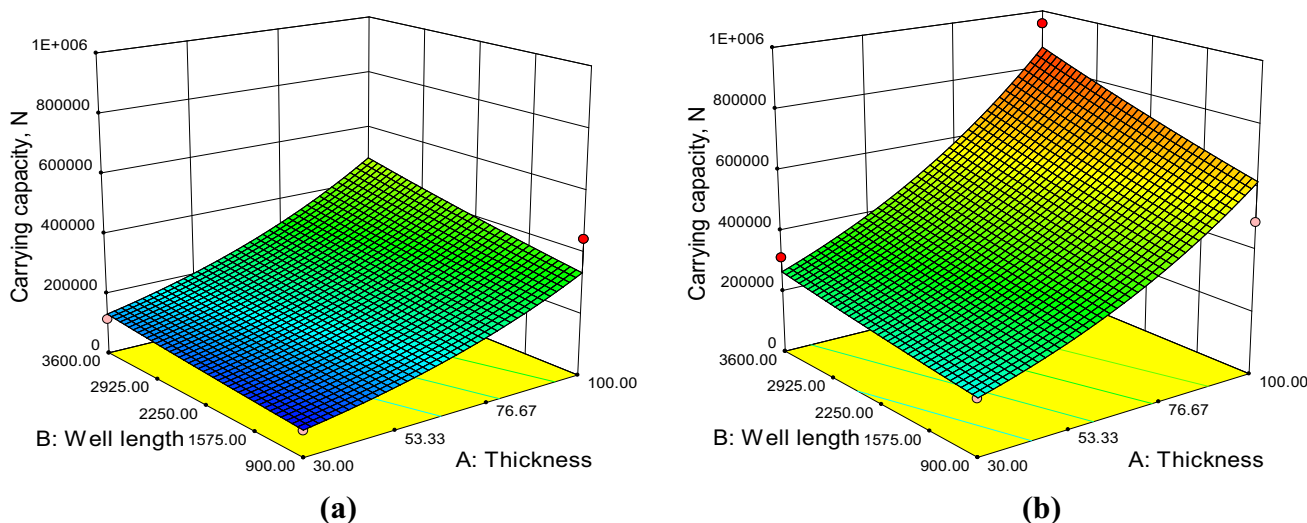 1E+006
800000
600000
400000
200000
0
Carrying capacity, N
3600.00
2925.00
2250.00
1575.00
900.00
B: Well length
30.00
53.33
76.67
100.00
A: Thickness
(a)
1E+006
800000
600000
400000
200000
0
Carrying capacity, N
3600.00
2925.00
2250.00
1575.00
900.00
B: Well length
30.00
53.33
76.67
100.00
A: Thickness
(b)